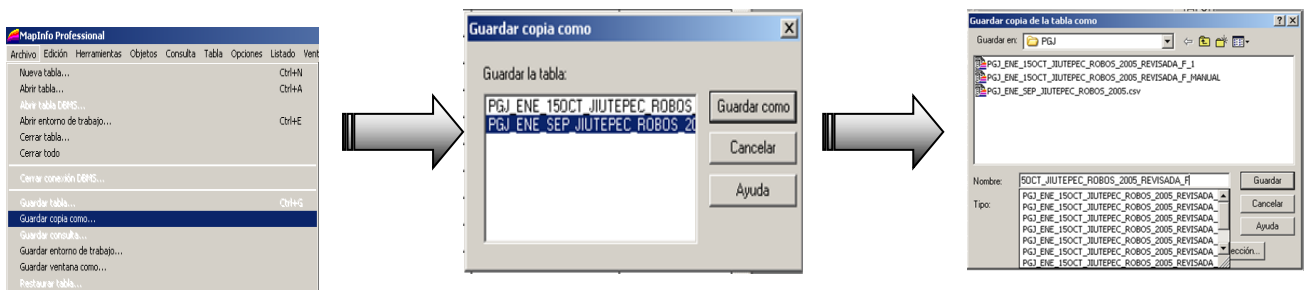 MapInfo Professional
Archivo Edición Herramientas Objetos Consulta Tabla Opciones Listado Vent
Nueva tabla... Ctrl+N
Abrir tabla... Ctrl+A
Abrir tabla DBMS...
Abrir entorno de trabajo... Ctrl+E
Cerrar tabla...
Cerrar todo
Cerrar conexión DBMS...
Guardar tabla... Ctrl+G
Guardar copia como...
Guardar consulta...
Guardar entorno de trabajo...
Guardar ventana como...
Restaurar tabla...
Guardar copia como
Guardar la tabla:
PGJ_ENE_15OCT_JIUTEPEC_ROBOS
PGJ_ENE_SEP_JIUTEPEC_ROBOS_20
Guardar como
Cancelar
Ayuda
Guardar copia de la tabla como
Guardar en: PGJ
PGJ_ENE_15OCT_JIUTEPEC_ROBOS_2005_REVISADA_F_1
PGJ_ENE_15OCT_JIUTEPEC_ROBOS_2005_REVISADA_F_MANUAL
PGJ_ENE_SEP_JIUTEPEC_ROBOS_2005.csv
Nombre: 5OCT_JIUTEPEC_ROBOS_2005_REVISADA_F Guardar
Tipo: PGJ_ENE_15OCT_JIUTEPEC_ROBOS_2005_REVISADA_ Cancelar
PGJ_ENE_15OCT_JIUTEPEC_ROBOS_2005_REVISADA_
PGJ_ENE_15OCT_JIUTEPEC_ROBOS_2005_REVISADA_
PGJ_ENE_15OCT_JIUTEPEC_ROBOS_2005_REVISADA_ Ayuda
PGJ_ENE_15OCT_JIUTEPEC_ROBOS_2005_REVISADA_
PGJ_ENE_15OCT_JIUTEPEC_ROBOS_2005_REVISADA_ ección...
PGJ_ENE_15OCT_JIUTEPEC_ROBOS_2005_REVISADA_